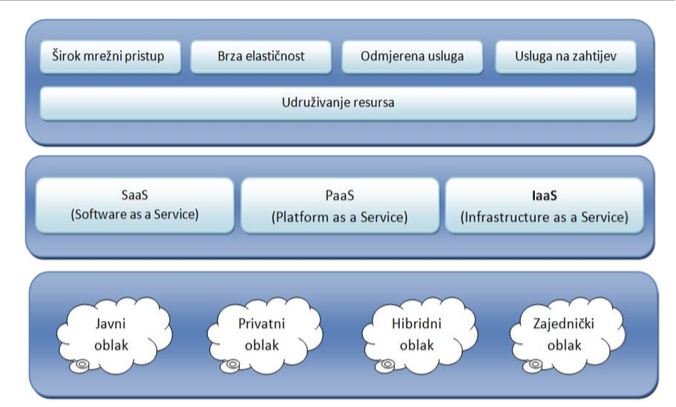 Širok mrežni pristup
Brza elastičnost
Odmjerena usluga
Usluga na zahtijev
Udruživanje resursa
SaaS
(Software as a Service)
PaaS
(Platform as a Service)
IaaS
(Infrastructure as a Service)
Javni
oblak
Privatni
oblak
Hibridni
oblak
Zajednički
oblak